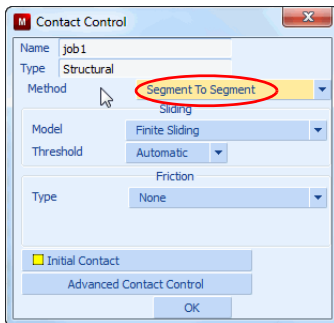 M Contact Control x
Name job1
Type Structural
Method Segment To Segment
Sliding
Model Finite Sliding
Threshold Automatic
Friction
Type None
Initial Contact
Advanced Contact Control
OK